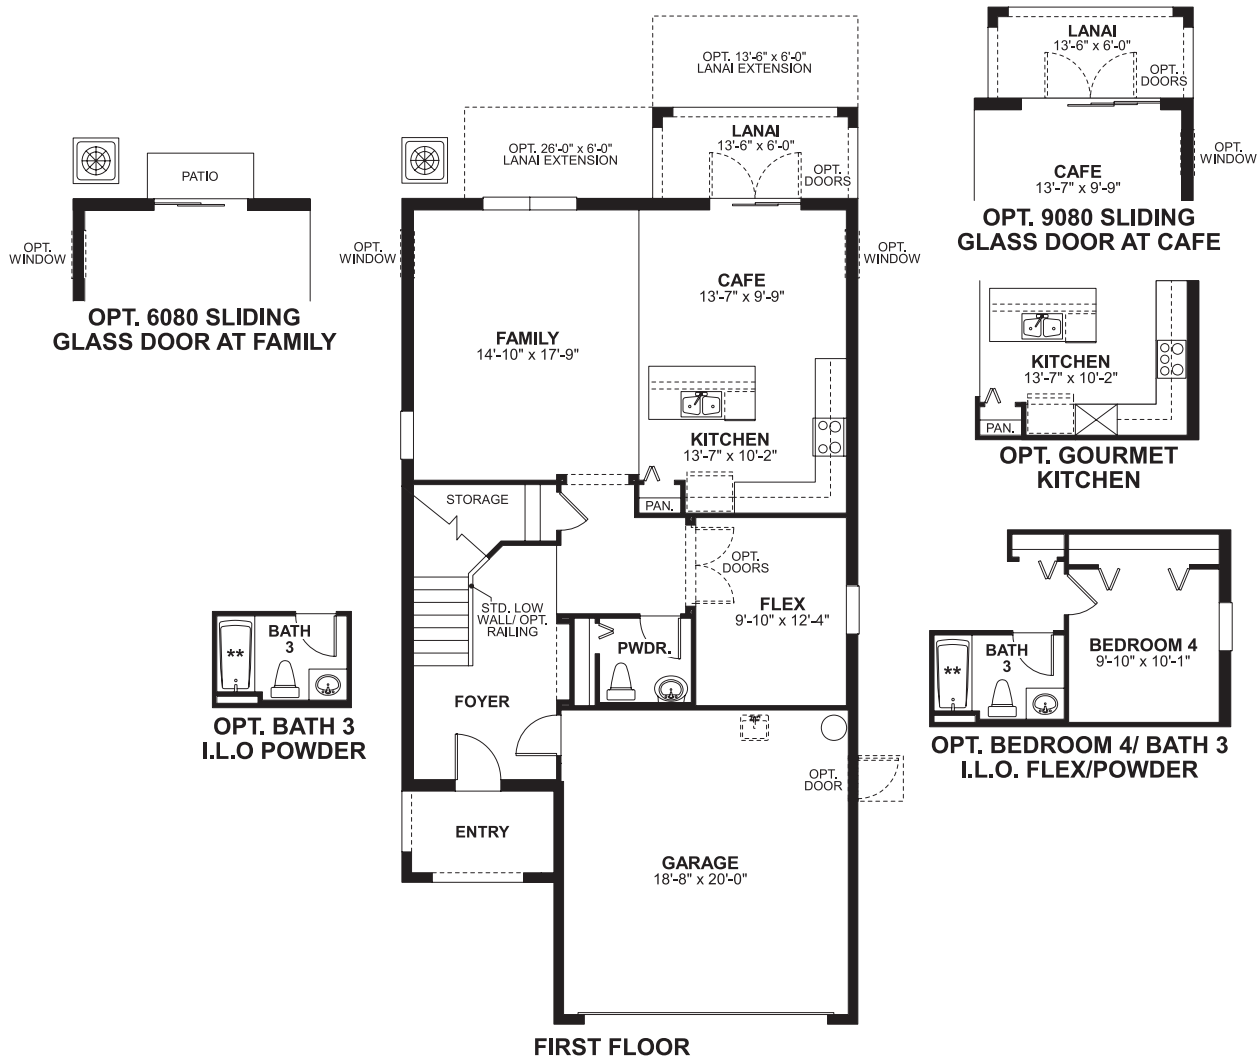 OPT. 13'-6" x 6'-0"
LANAI EXTENSION
OPT. 26'-0" x 6'-0"
LANAI EXTENSION
LANAI
13'-6" x 6'-0"
OPT.
DOORS
LANAI
13'-6" x 6'-0"
OPT.
DOORS
OPT.
WINDOW
CAFE
13'-7" x 9'-9"
OPT. 9080 SLIDING
GLASS DOOR AT CAFE
PATIO
OPT.
WINDOW
OPT. 6080 SLIDING
GLASS DOOR AT FAMILY
OPT.
WINDOW
OPT.
WINDOW
CAFE
13'-7" x 9'-9"
FAMILY
14'-10" x 17'-9"
KITCHEN
13'-7" x 10'-2"
PAN.
KITCHEN
13'-7" x 10'-2"
PAN.
OPT. GOURMET
KITCHEN
STORAGE
OPT.
DOORS
FLEX
9'-10" x 12'-4"
STD. LOW
WALL/ OPT.
RAILING
PWDR.
FOYER
BATH
3
**
OPT. BATH 3
I.L.O POWDER
BEDROOM 4
9'-10" x 10'-1"
BATH
3
**
OPT. BEDROOM 4/ BATH 3
I.L.O. FLEX/POWDER
OPT.
DOOR
ENTRY
GARAGE
18'-8" x 20'-0"
FIRST FLOOR